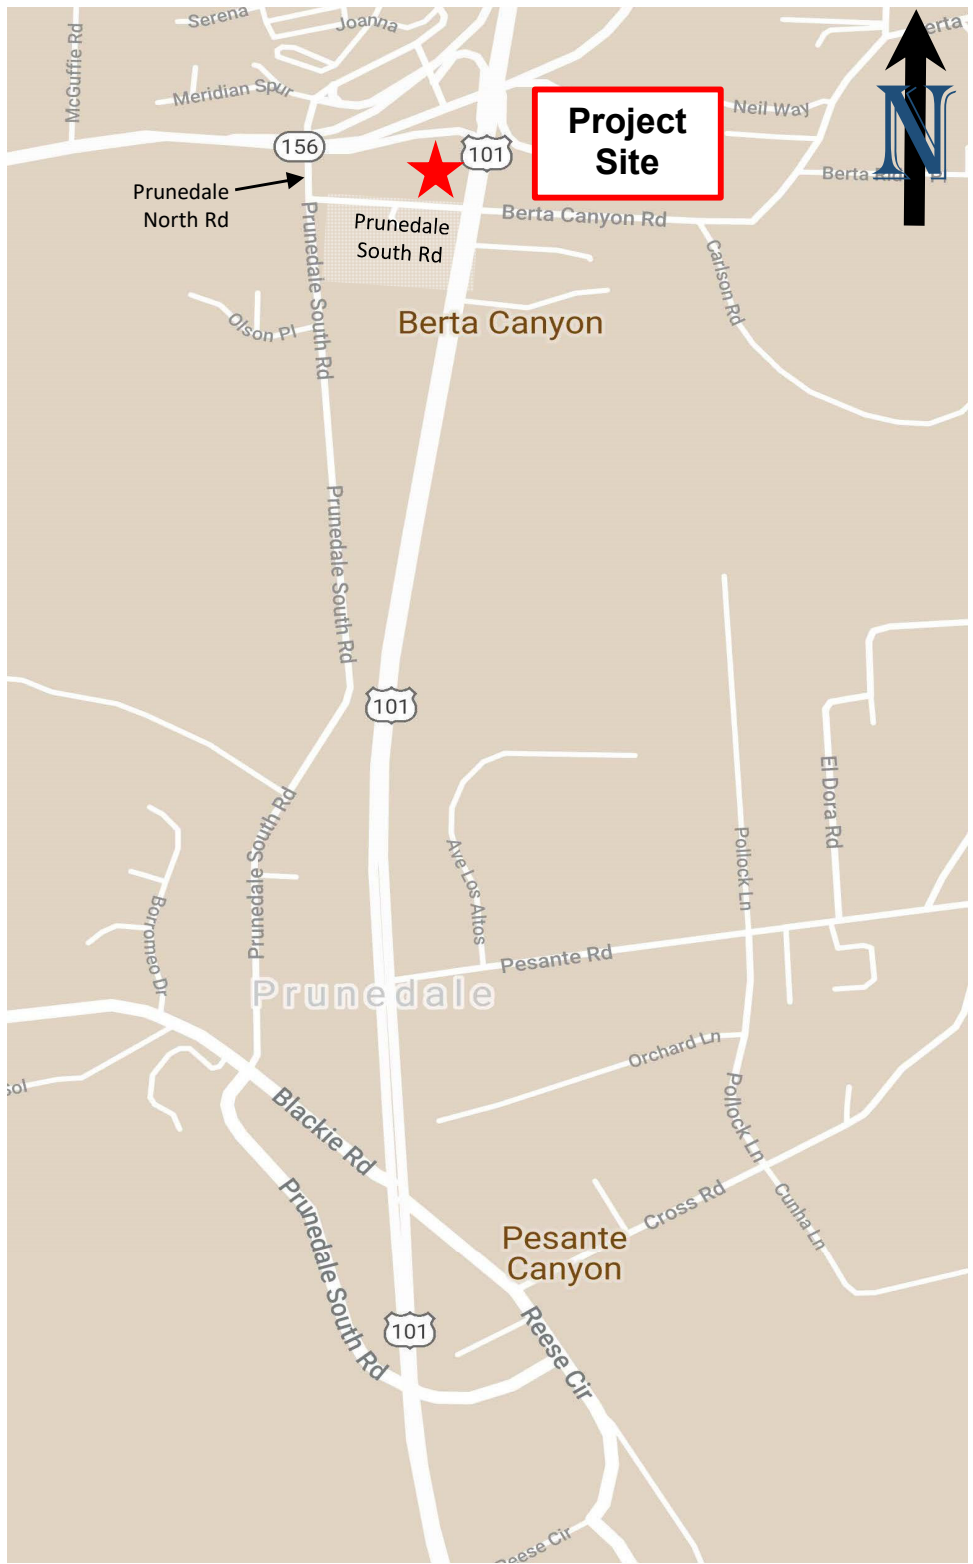 Serena
Joanna
McGuffie Rd
Meridian Spur
156
101
Project
Site
Neil Way
N
Prunedale
North Rd
Prunedale
South Rd
Berta Canyon Rd
Prunedale South Rd
Carlson Rd
Olson Pl
Berta Canyon
Prunedale South Rd
101
El Dora Rd
Prunedale South Rd
Pollock Ln
Ave Los Altos
Borromeo Dr
Pesante Rd
Prunedale
Orchard Ln
Sol
Blackie Rd
Pollock Ln
Cross Rd
Cunha Ln
Prunedale South Rd
Pesante
Canyon
101
Reese Cir
Reese Cir